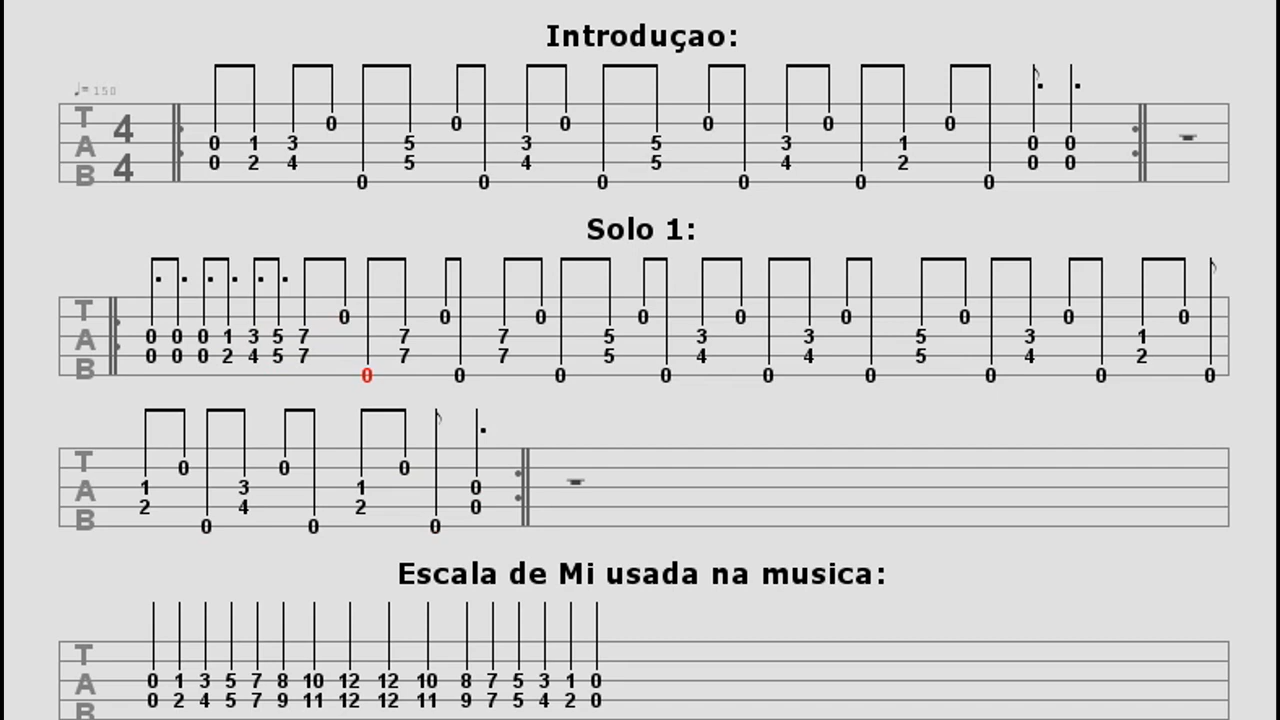 Introduçao:
♩= 150
T A B 4 4
0 1 3 0 5 0 3 0 5 0 3 0 1 0 0 0
0 2 4 0 5 0 4 0 5 0 4 0 2 0 0 0
Solo 1:
T A B
0 0 0 0 0 0 0 0 0
0 0 0 1 3 5 7 7 7 5 3 3 5 3 1
0 0 0 2 4 5 7 7 7 5 4 4 5 4 2
0 0 0 0 0 0 0 0 0
T A B
0 0 0
1 3 1 0
2 4 2 0
0 0 0
Escala de Mi usada na musica:
T A B
0 1 3 5 7 8 10 12 12 10 8 7 5 3 1 0
0 2 4 5 7 9 11 12 12 11 9 7 5 4 2 0